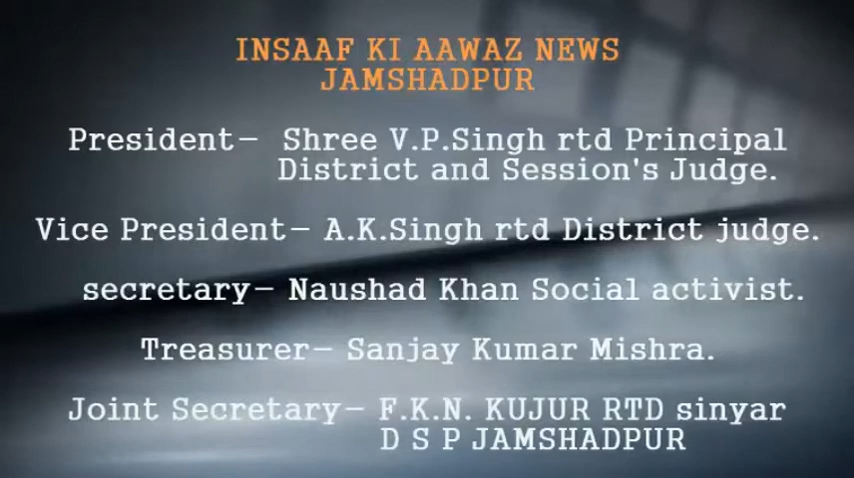 INSAAF KI AAWAZ NEWS
JAMSHADPUR
President- Shree V.P.Singh rtd Principal
District and Session's Judge.
Vice President- A.K.Singh rtd District judge.
secretary- Naushad Khan Social activist.
Treasurer- Sanjay Kumar Mishra.
Joint Secretary- F.K.N. KUJUR RTD sinyar
D S P JAMSHADPUR